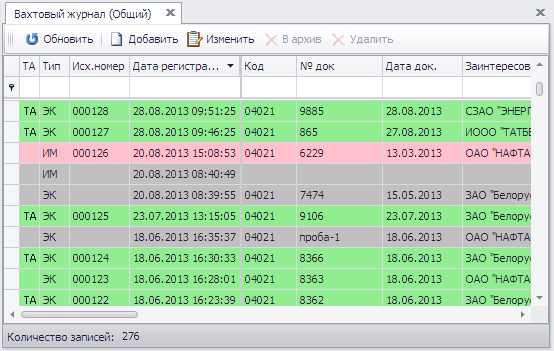 Вахтовый журнал (Общий)
Обновить Добавить Изменить В архив Удалить
ТА Тип Исх.номер Дата регистра... Код № док Дата док. Заинтересов
ТА ЭК 000128 28.08.2013 09:51:25 04021 9885 28.08.2013 СЗАО "ЭНЕРГ
ТА ЭК 000127 28.08.2013 09:46:25 04021 865 27.08.2013 ИООО "ТАТБЕ
ИМ 000126 20.08.2013 15:08:53 04021 6229 13.03.2013 ОАО "НАФТА
ИМ 20.08.2013 08:40:49
ЭК 20.08.2013 08:39:55 04021 7474 15.05.2013 ЗАО "Белорус
ТА ЭК 000125 23.07.2013 13:15:05 04021 9106 23.07.2013 ЗАО "Белорус
ЭК 18.06.2013 16:35:37 04021 проба-1 18.06.2013 ОАО "НАФТА
ТА ЭК 000124 18.06.2013 16:30:33 04021 8366 18.06.2013 ЗАО "Белорус
ЭК 000123 18.06.2013 16:28:01 04021 8363 18.06.2013 ОАО "НАФТА
ТА ЭК 000122 18.06.2013 16:23:39 04021 8362 18.06.2013 ЗАО "Белорус
Количество записей: 276